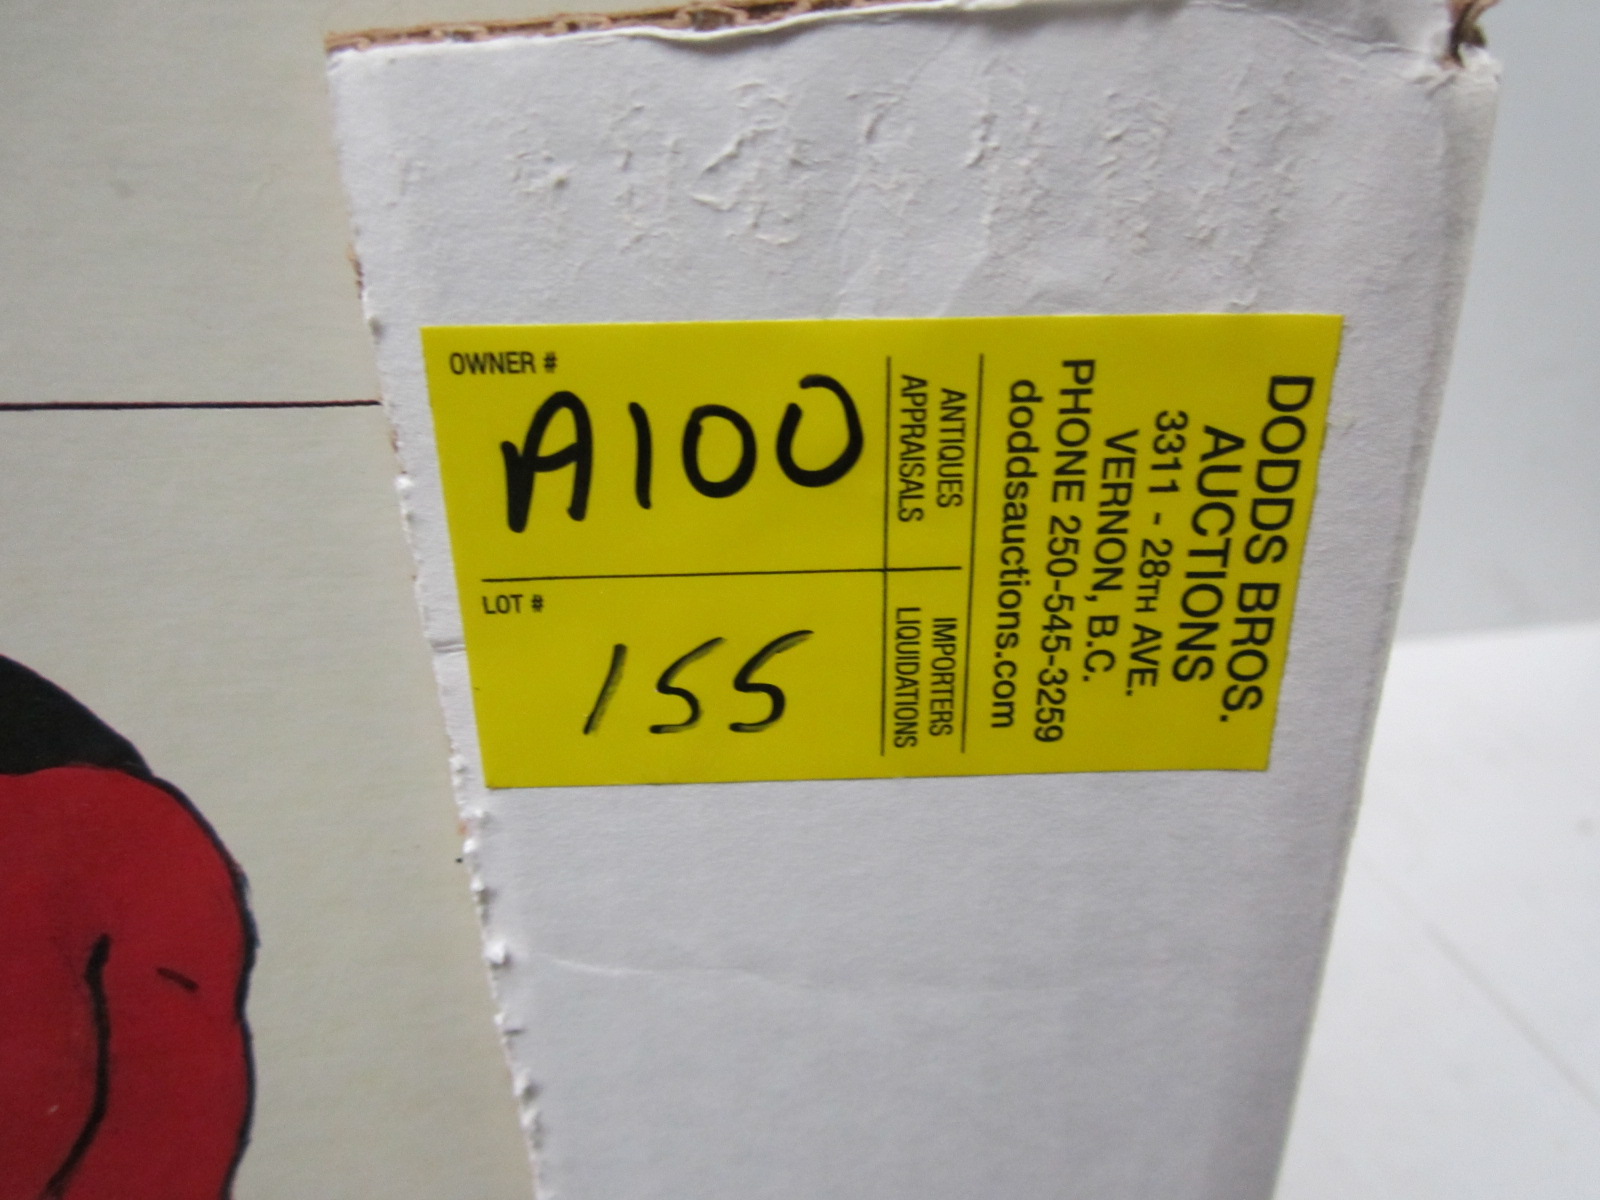 OWNER #
A100
LOT #
155
ANTIQUES
APPRAISALS
IMPORTERS
LIQUIDATIONS
DODDS BROS.
AUCTIONS
3311 - 28TH AVE.
VERNON, B.C.
PHONE 250-545-3259
doddsauctions.com